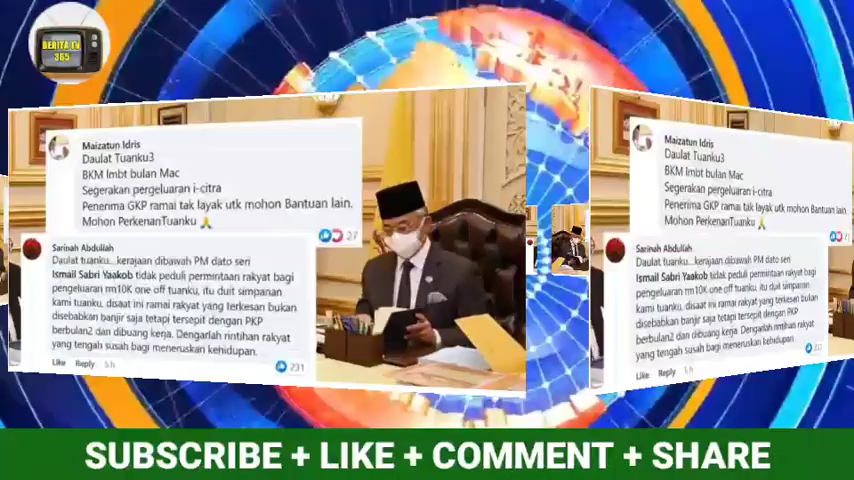 BERITA TV
365
Maizatun Idris
Daulat Tuanku3
BKM lmbt bulan Mac
Segerakan pergeluaran i-citra
Penerima GKP ramai tak layak utk mohon Bantuan lain.
Mohon PerkenanTuanku 🙏
27
Sarinah Abdullah
Daulat tuanku...kerajaan dibawah PM dato seri
Ismail Sabri Yaakob tidak peduli permintaan rakyat bagi
pengeluaran rm10K one off tuanku, itu duit simpanan
kami tuanku, disaat ini ramai rakyat yang terkesan bukan
disebabkan banjir saja tetapi tersepit dengan PKP
berbulan2 dan dibuang kerja. Dengarlah rintihan rakyat
yang tengah susah bagi meneruskan kehidupan.
Like Reply 5h
231
Maizatun Idris
Daulat Tuanku3
BKM lmbt bulan Mac
Segerakan pergeluaran i-citra
Penerima GKP ramai tak layak utk mohon Bantuan lain.
Mohon PerkenanTuanku 🙏
27
Sarinah Abdullah
Daulat tuanku...kerajaan dibawah PM dato seri
Ismail Sabri Yaakob tidak peduli permintaan rakyat bagi
pengeluaran rm10K one off tuanku, itu duit simpanan
kami tuanku, disaat ini ramai rakyat yang terkesan bukan
disebabkan banjir saja tetapi tersepit dengan PKP
berbulan2 dan dibuang kerja. Dengarlah rintihan rakyat
yang tengah susah bagi meneruskan kehidupan.
Like Reply 5h
SUBSCRIBE + LIKE + COMMENT + SHARE